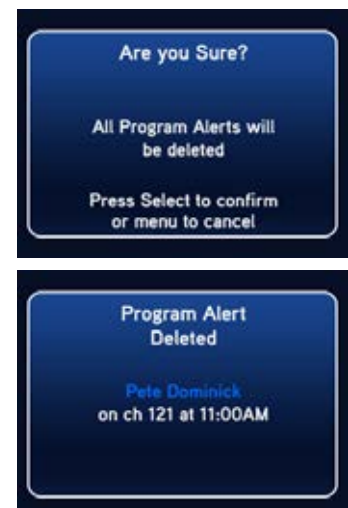 Are you Sure?
All Program Alerts will
be deleted
Press Select to confirm
or menu to cancel
Program Alert
Deleted
Pete Dominick
on ch 121 at 11:00AM